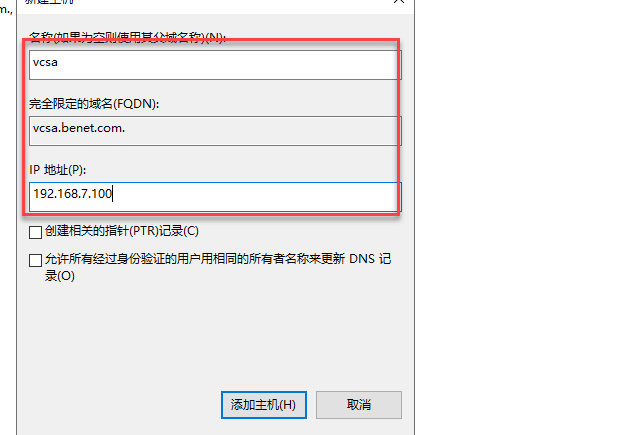 m.,
新建主机
名称(如果为空则使用其父域名称)(N):
vcsa
完全限定的域名(FQDN):
vcsa.benet.com.
IP 地址(P):
192.168.7.100
创建相关的指针(PTR)记录(C)
允许所有经过身份验证的用户用相同的所有者名称来更新 DNS 记
录(O)
添加主机(H)
取消